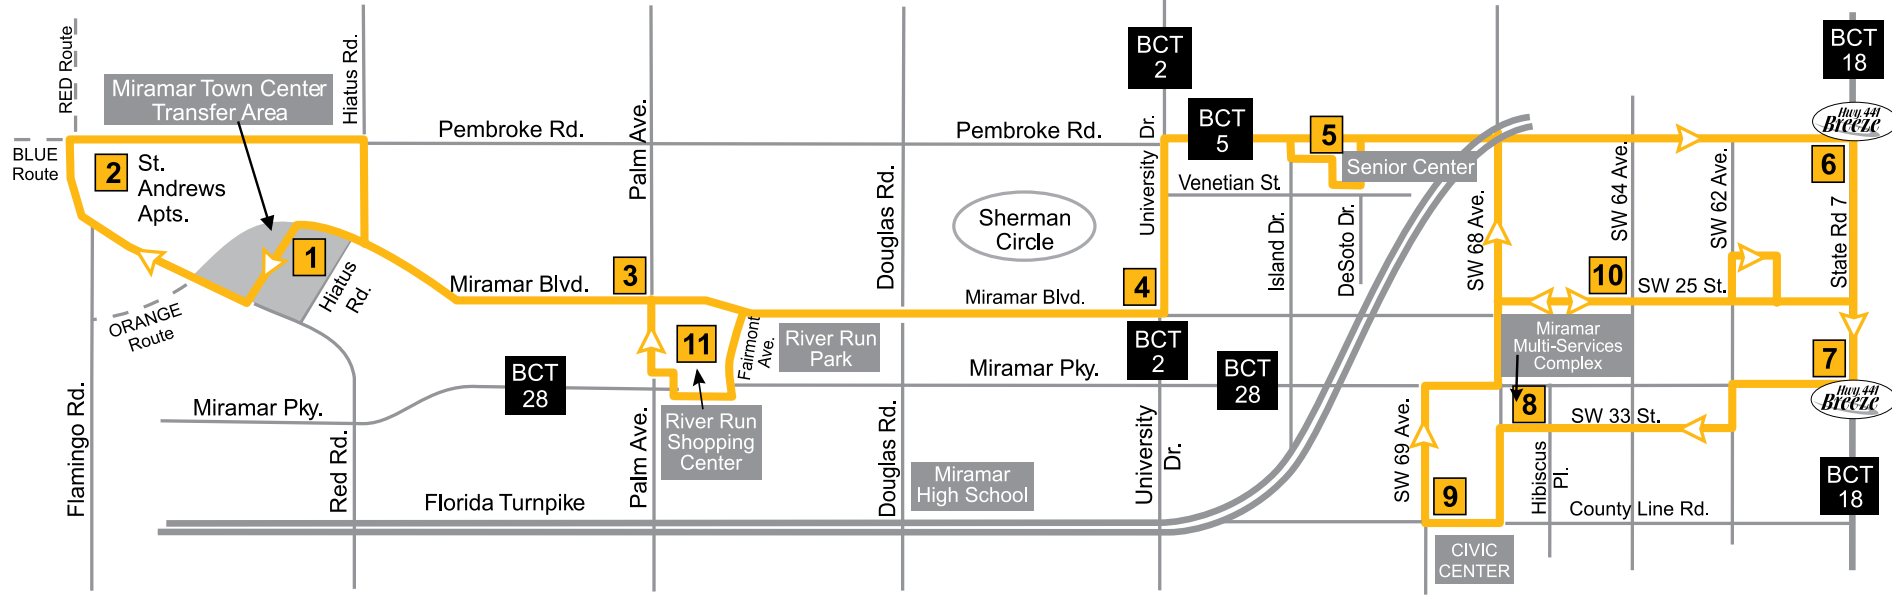 RED Route
Hiatus Rd.
Miramar Town Center
Transfer Area
BLUE
Route
2
St.
Andrews
Apts.
1
Hiatus
Rd.
ORANGE
Route
Flamingo Rd.
Miramar Pky.
Red Rd.
Pembroke Rd.
Palm Ave.
Miramar Blvd.
3
11
Fairmont
Ave.
River Run
Park
BCT
28
River Run
Shopping
Center
Palm Ave.
Florida Turnpike
Pembroke Rd.
Douglas Rd.
Sherman
Circle
Miramar Blvd.
Miramar Pky.
Douglas Rd.
Miramar
High School
BCT
2
University Dr.
4
BCT
2
University
Dr.
BCT
5
5
Senior Center
Venetian St.
Island Dr.
DeSoto Dr.
BCT
28
SW 68 Ave.
SW 64 Ave.
SW 62 Ave.
10
SW 25 St.
Miramar
Multi-Services
Complex
8
SW 33 St.
SW 69 Ave.
9
Hibiscus
Pl.
County Line Rd.
CIVIC
CENTER
BCT
18
Hwy. 441
Breeze
6
State Rd 7
7
Hwy. 441
Breeze
BCT
18